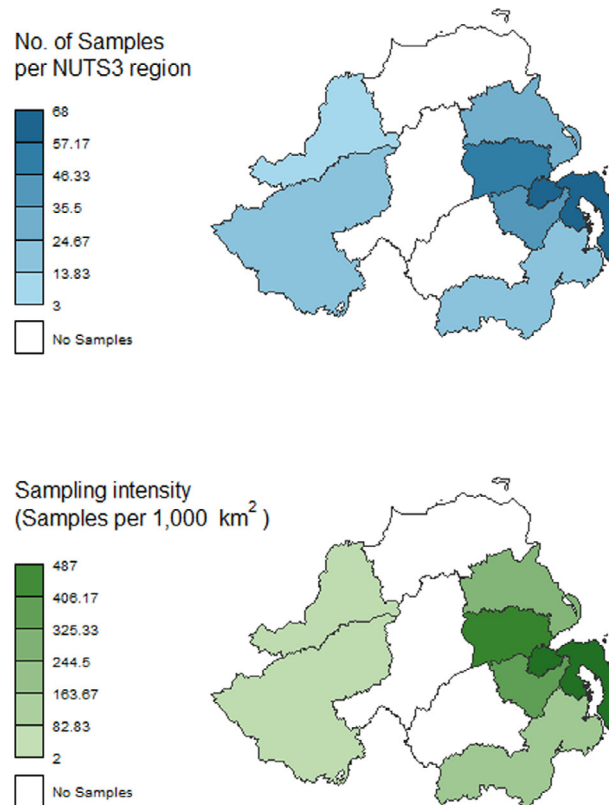 No. of Samples
per NUTS3 region
68
57.17
46.33
35.5
24.67
13.83
3
No Samples
Sampling intensity
(Samples per 1,000 km²)
487
406.17
325.33
244.5
163.67
82.83
2
No Samples